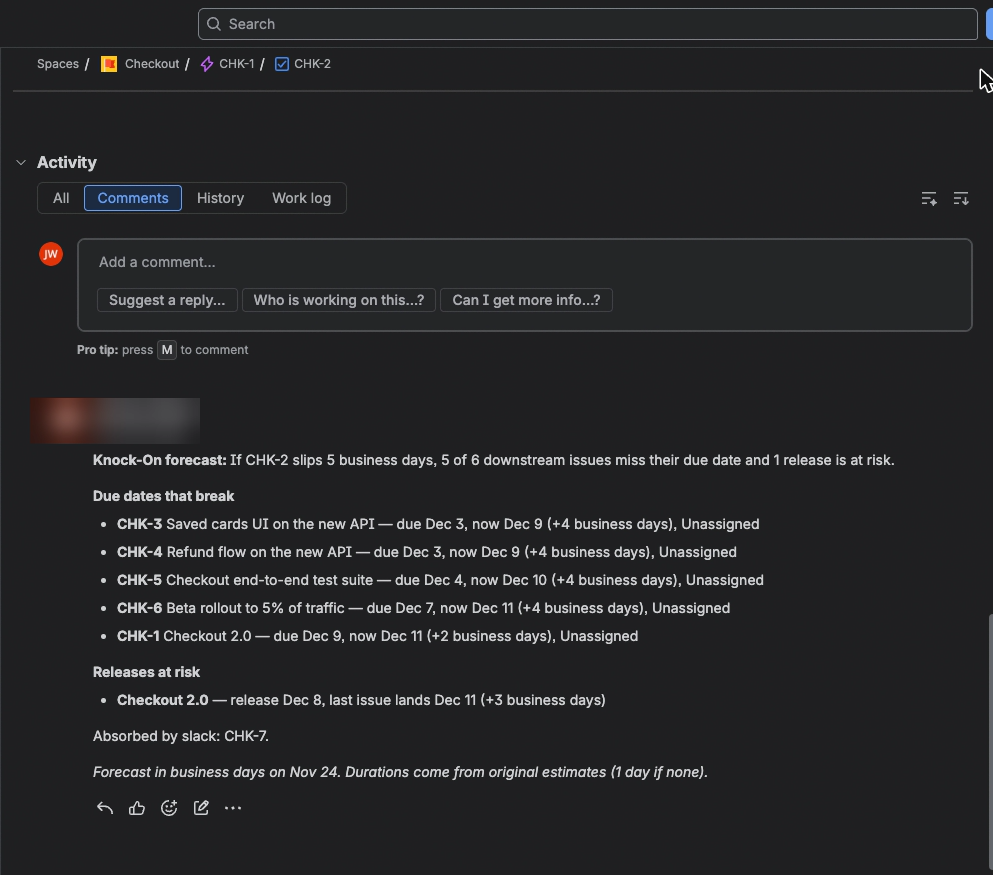 Search
Spaces / Checkout / CHK-1 / CHK-2
Activity
All Comments History Work log
JW
Add a comment...
Suggest a reply... Who is working on this...? Can I get more info...?
Pro tip: press M to comment
Knock-On forecast: If CHK-2 slips 5 business days, 5 of 6 downstream issues miss their due date and 1 release is at risk.
Due dates that break
• CHK-3 Saved cards UI on the new API — due Dec 3, now Dec 9 (+4 business days), Unassigned
• CHK-4 Refund flow on the new API — due Dec 3, now Dec 9 (+4 business days), Unassigned
• CHK-5 Checkout end-to-end test suite — due Dec 4, now Dec 10 (+4 business days), Unassigned
• CHK-6 Beta rollout to 5% of traffic — due Dec 7, now Dec 11 (+4 business days), Unassigned
• CHK-1 Checkout 2.0 — due Dec 9, now Dec 11 (+2 business days), Unassigned
Releases at risk
• Checkout 2.0 — release Dec 8, last issue lands Dec 11 (+3 business days)
Absorbed by slack: CHK-7.
Forecast in business days on Nov 24. Durations come from original estimates (1 day if none).